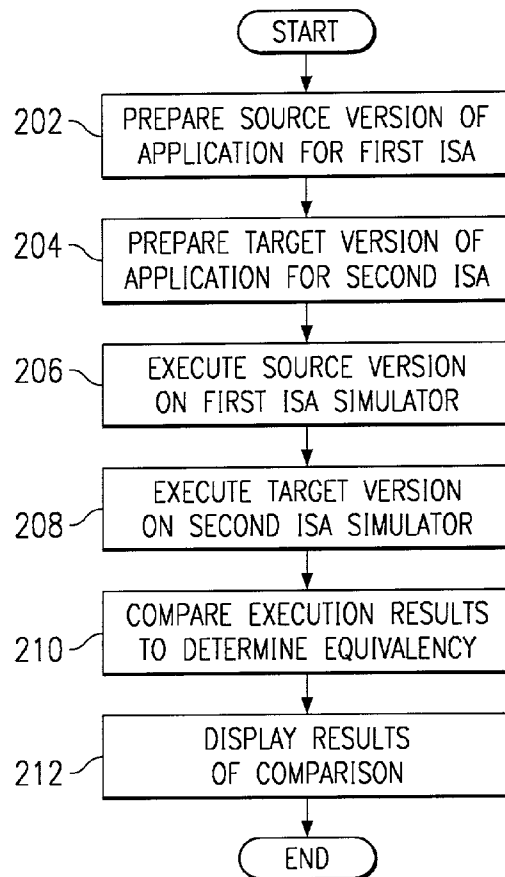 START
202
PREPARE SOURCE VERSION OF
APPLICATION FOR FIRST ISA
204
PREPARE TARGET VERSION OF
APPLICATION FOR SECOND ISA
206
EXECUTE SOURCE VERSION
ON FIRST ISA SIMULATOR
208
EXECUTE TARGET VERSION
ON SECOND ISA SIMULATOR
210
COMPARE EXECUTION RESULTS
TO DETERMINE EQUIVALENCY
212
DISPLAY RESULTS
OF COMPARISON
END